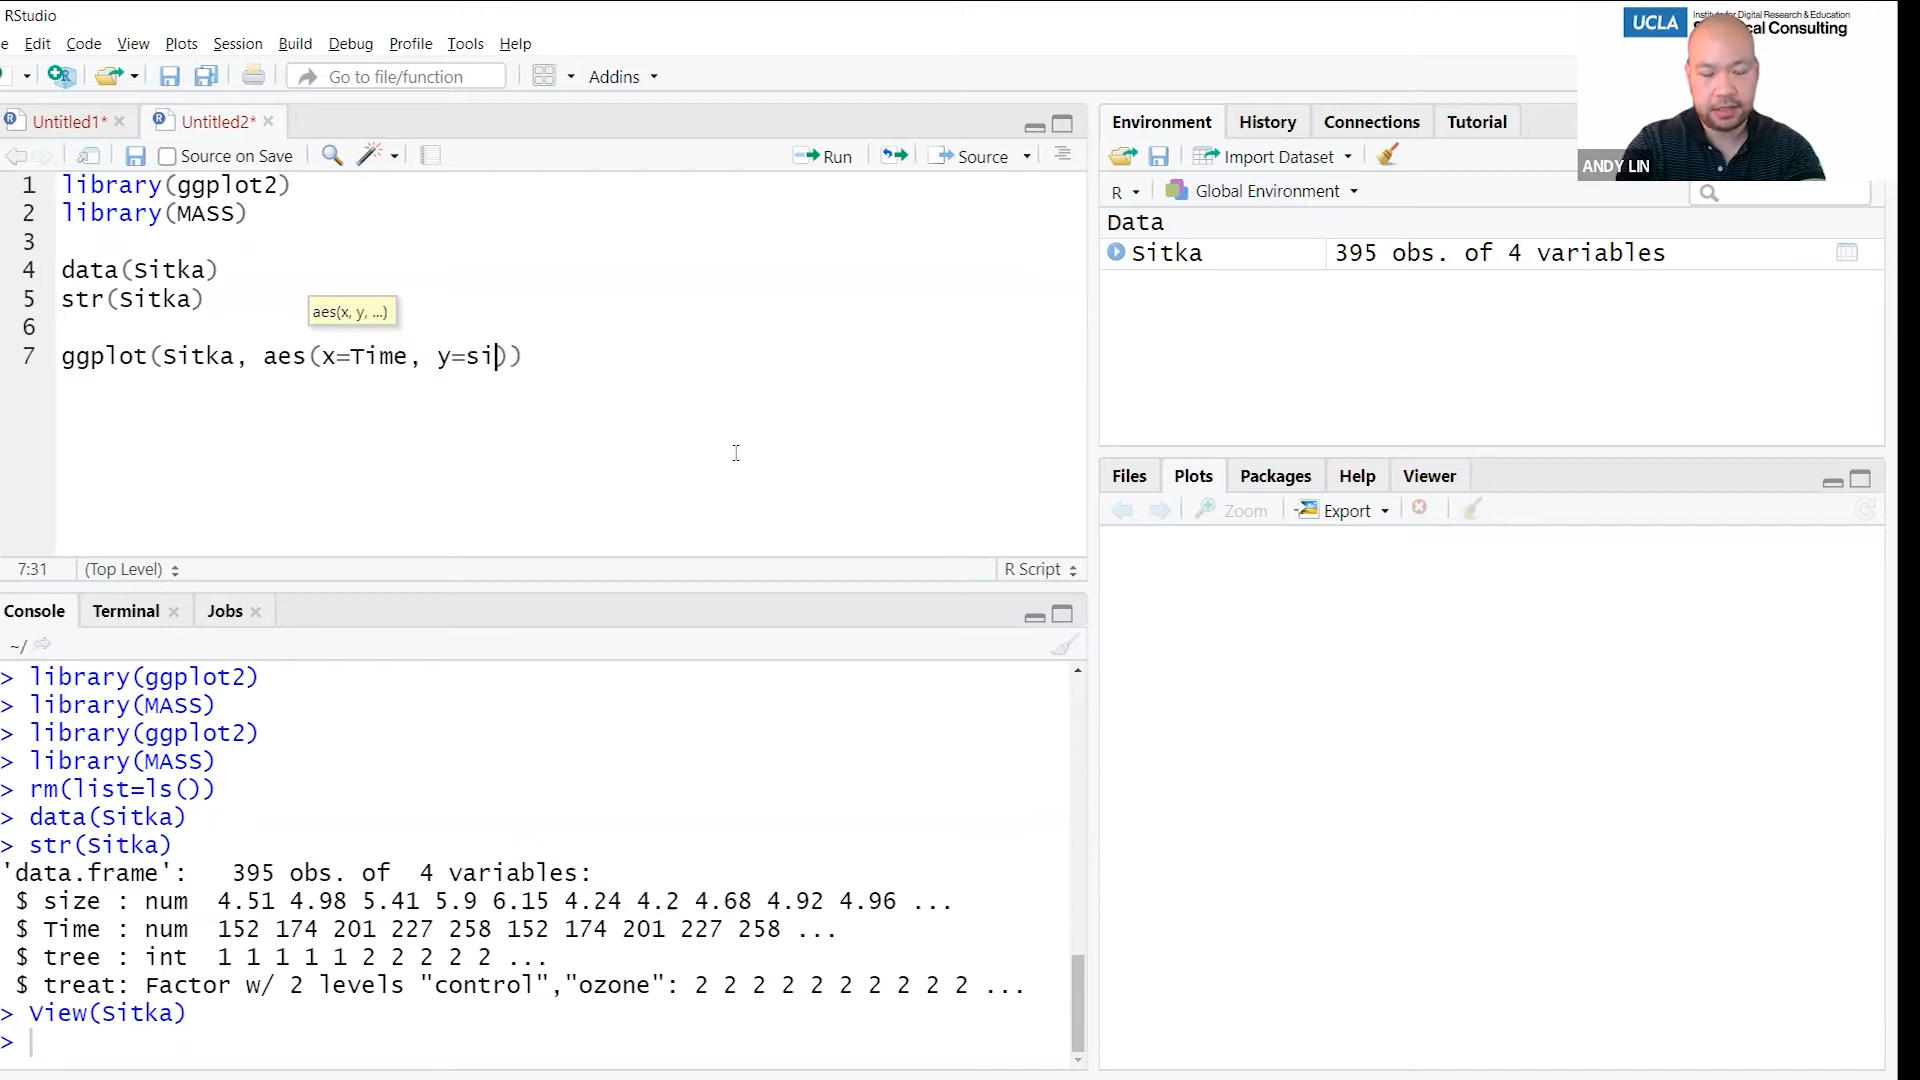 RStudio
e Edit Code View Plots Session Build Debug Profile Tools Help
Go to file/function Addins
Untitled1* Untitled2*
Source on Save Run Source
1 library(ggplot2)
2 library(MASS)
3
4 data(Sitka)
5 str(Sitka)
aes(x, y, ...)
6
7 ggplot(Sitka, aes(x=Time, y=si))
7:31 (Top Level) R Script
Console Terminal Jobs
~/
> library(ggplot2)
> library(MASS)
> library(ggplot2)
> library(MASS)
> rm(list=ls())
> data(Sitka)
> str(Sitka)
'data.frame': 395 obs. of 4 variables:
$ size : num 4.51 4.98 5.41 5.9 6.15 4.24 4.2 4.68 4.92 4.96 ...
$ Time : num 152 174 201 227 258 152 174 201 227 258 ...
$ tree : int 1 1 1 1 1 2 2 2 2 2 ...
$ treat: Factor w/ 2 levels "control","ozone": 2 2 2 2 2 2 2 2 2 2 ...
> View(Sitka)
>
Environment History Connections Tutorial
Import Dataset
R Global Environment
Data
Sitka 395 obs. of 4 variables
Files Plots Packages Help Viewer
Zoom Export
UCLA
Digital Research & Education
Consulting
ANDY LIN